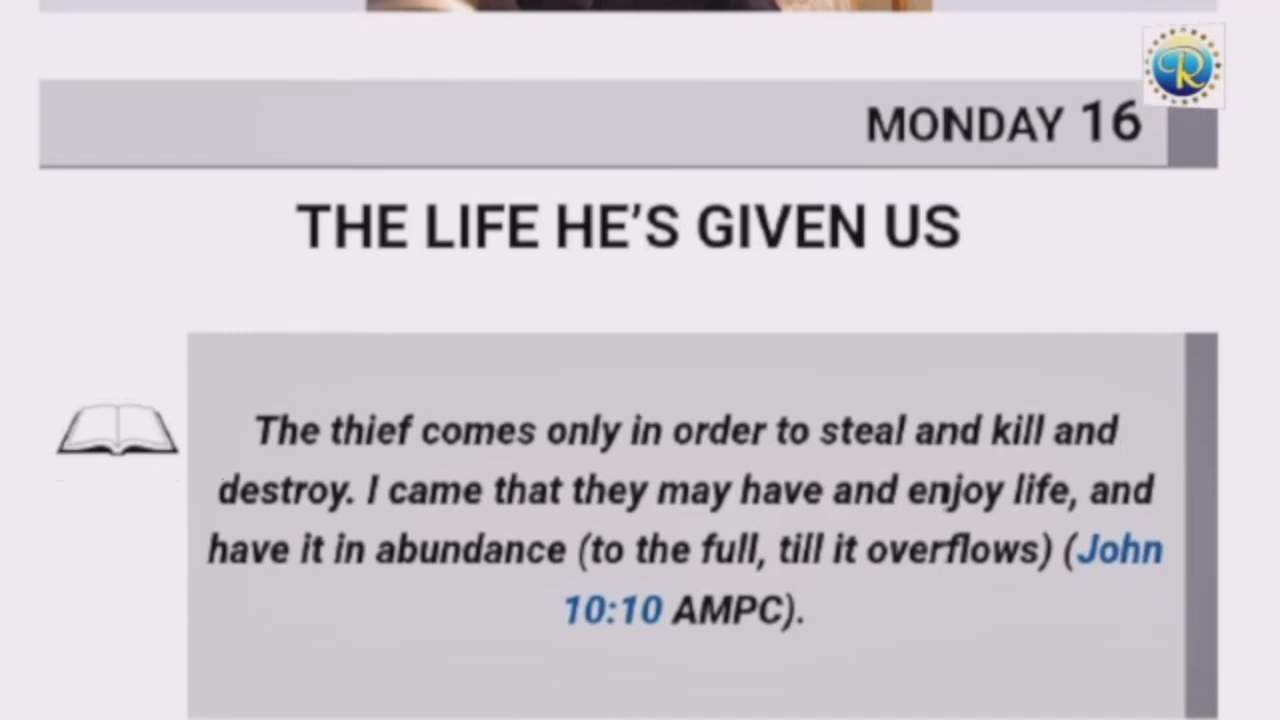 R
MONDAY 16
THE LIFE HE’S GIVEN US
The thief comes only in order to steal and kill and
destroy. I came that they may have and enjoy life, and
have it in abundance (to the full, till it overflows) (John
10:10 AMPC).